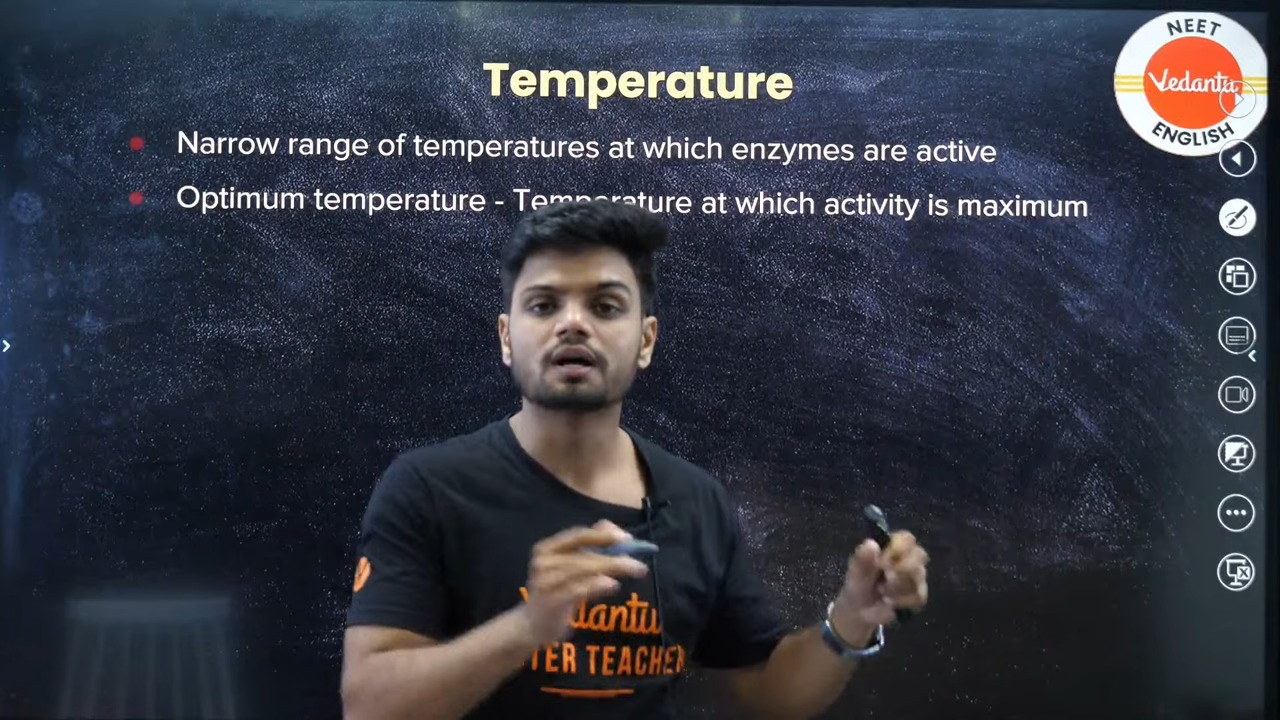 Temperature
Narrow range of temperatures at which enzymes are active
Optimum temperature - Temperature at which activity is maximum
NEET
Vedantu
ENGLISH
Vedantu
TER TEACHER